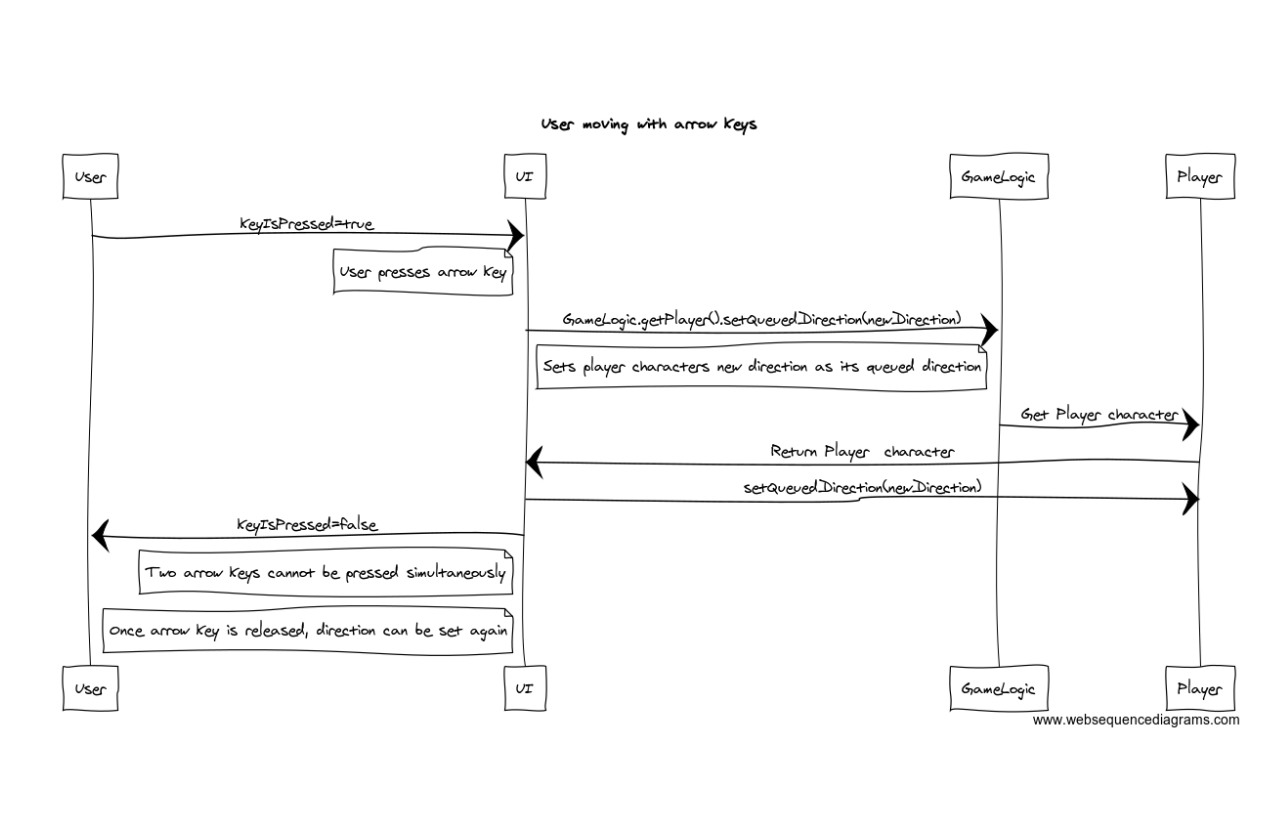 User moving with arrow keys
User
UI
GameLogic
Player
KeyIsPressed=true
User presses arrow key
GameLogic.getPlayer().setQueuedDirection(newDirection)
Sets player characters new direction as its queued direction
Get Player character
Return Player character
setQueuedDirection(newDirection)
KeyIsPressed=false
Two arrow keys cannot be pressed simultaneously
Once arrow key is released, direction can be set again
User
UI
GameLogic
Player
www.websequencediagrams.com